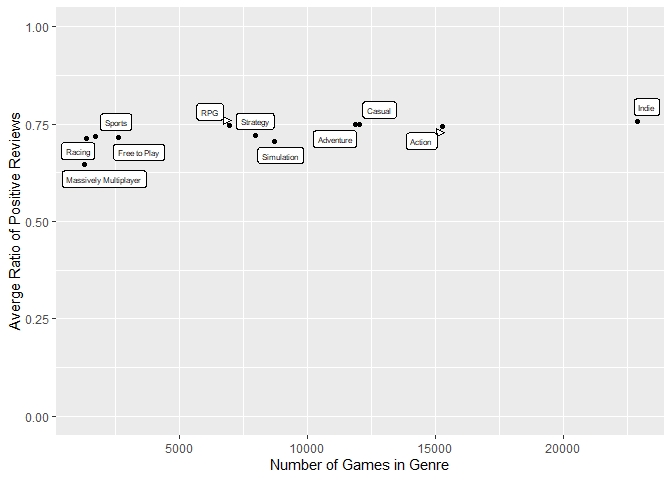 1.00
0.75
0.50
0.25
0.00
Averge Ratio of Positive Reviews
Indie
Casual
RPG
Sports
Strategy
Adventure
Action
Racing
Free to Play
Simulation
Massively Multiplayer
5000
10000
15000
20000
Number of Games in Genre